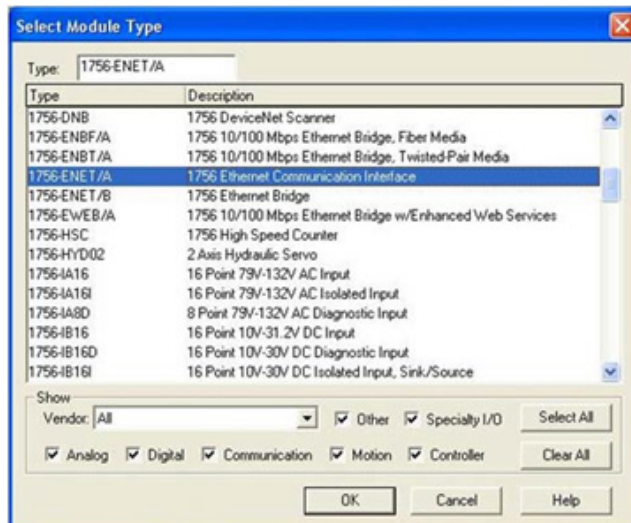 Select Module Type
Type: 1756-ENET/A
Type Description
1756-DNB 1756 DeviceNet Scanner
1756-ENBF/A 1756 10/100 Mbps Ethernet Bridge, Fiber Media
1756-ENBT/A 1756 10/100 Mbps Ethernet Bridge, Twisted-Pair Media
1756-ENET/A 1756 Ethernet Communication Interface
1756-ENET/B 1756 Ethernet Bridge
1756-EWEB/A 1756 10/100 Mbps Ethernet Bridge w/Enhanced Web Services
1756-HSC 1756 High Speed Counter
1756-HYD02 2 Axis Hydraulic Servo
1756-IA16 16 Point 79V-132V AC Input
1756-IA16I 16 Point 79V-132V AC Isolated Input
1756-IA8D 8 Point 79V-132V AC Diagnostic Input
1756-IB16 16 Point 10V-31.2V DC Input
1756-IB16D 16 Point 10V-30V DC Diagnostic Input
1756-IB16I 16 Point 10V-30V DC Isolated Input, Sink/Source
Show
Vendor: All Other Specialty I/O Select All
Analog Digital Communication Motion Controller Clear All
OK Cancel Help